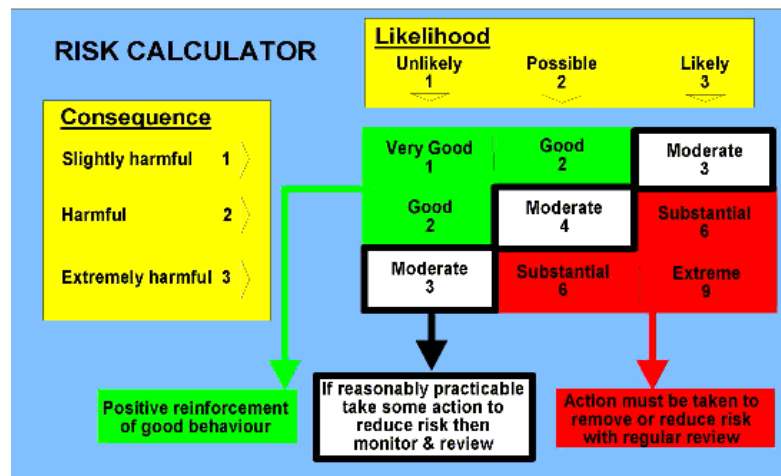 RISK CALCULATOR
Likelihood
Unlikely Possible Likely
1 2 3
Consequence
Slightly harmful 1
Harmful 2
Extremely harmful 3
Very Good Good Moderate
1 2 3
Good Moderate Substantial
2 4 6
Moderate Substantial Extreme
3 6 9
Positive reinforcement
of good behaviour
If reasonably practicable
take some action to
reduce risk then
monitor & review
Action must be taken to
remove or reduce risk
with regular review